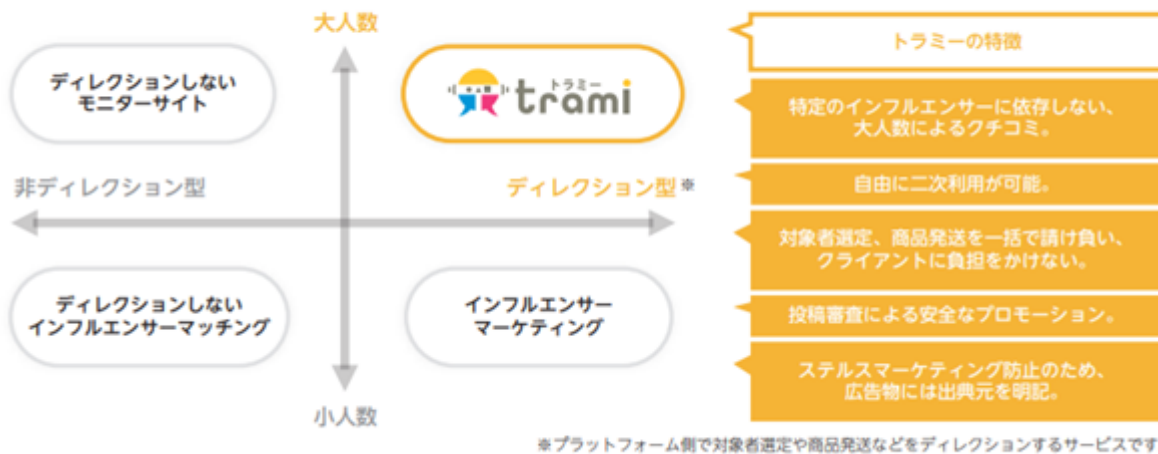 大人数
トラミーの特徴
ディレクションしない
モニターサイト
トラミー
trami
特定のインフルエンサーに依存しない、
大人数によるクチコミ。
非ディレクション型
ディレクション型※
自由に二次利用が可能。
対象者選定、商品発送を一括で請け負い、
クライアントに負担をかけない。
ディレクションしない
インフルエンサーマッチング
インフルエンサー
マーケティング
投稿審査による安全なプロモーション。
ステルスマーケティング防止のため、
広告物には出典元を明記。
小人数
※プラットフォーム側で対象者選定や商品発送などをディレクションするサービスです